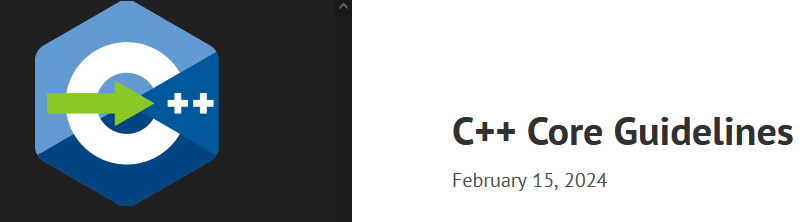 C++
C++ Core Guidelines
February 15, 2024